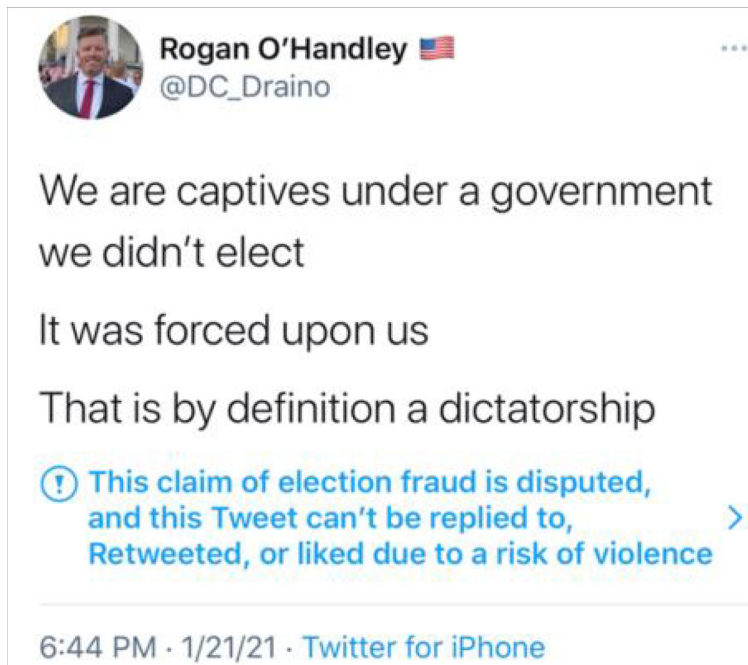 Rogan O'Handley 🇺🇸
@DC_Draino
We are captives under a government
we didn't elect
It was forced upon us
That is by definition a dictatorship
This claim of election fraud is disputed,
and this Tweet can't be replied to,
Retweeted, or liked due to a risk of violence
6:44 PM · 1/21/21 · Twitter for iPhone